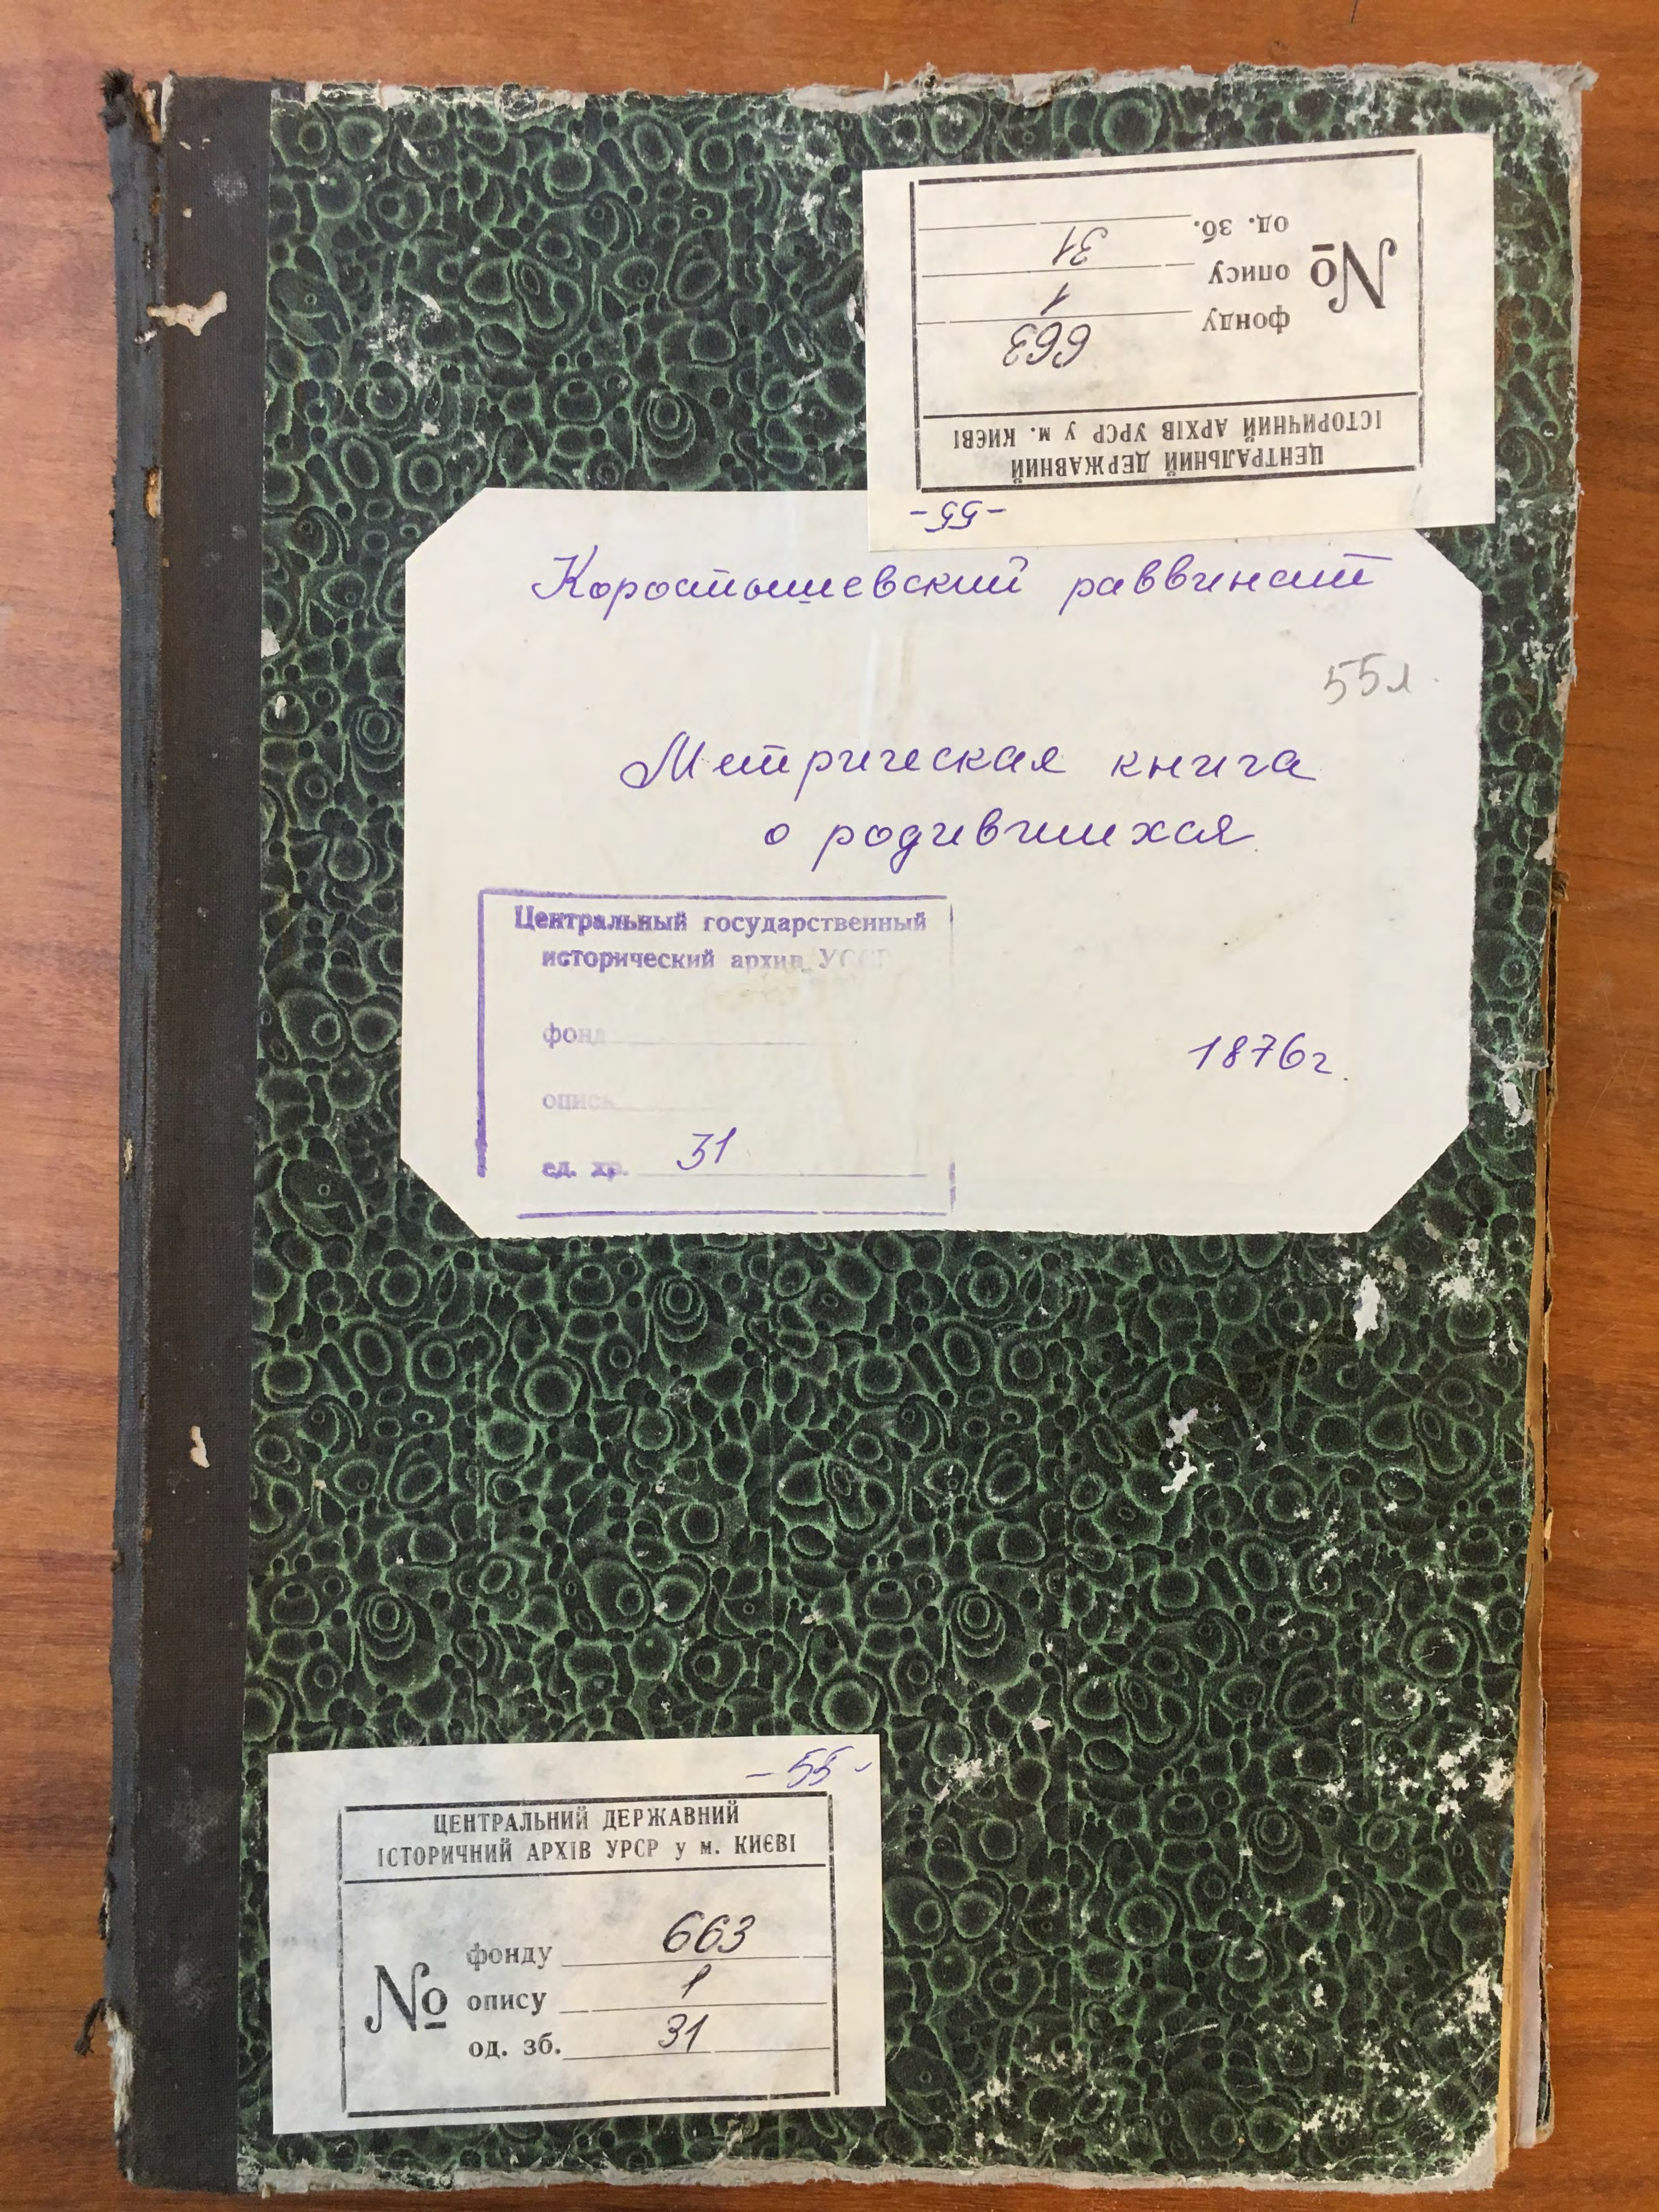 ЦЕНТРАЛЬНИЙ ДЕРЖАВНИЙ
ІСТОРИЧНИЙ АРХІВ УРСР у м. КИЄВІ
№
фонду 663
опису 1
од. зб. 31
-55-
Коростышевский раввинат
55л.
Метрическая книга
о родившихся
Центральный государственный
исторический архив УССР
фонд
опись
ед. хр. 31
1876г.
-55-
ЦЕНТРАЛЬНИЙ ДЕРЖАВНИЙ
ІСТОРИЧНИЙ АРХІВ УРСР у м. КИЄВІ
№
фонду 663
опису 1
од. зб. 31